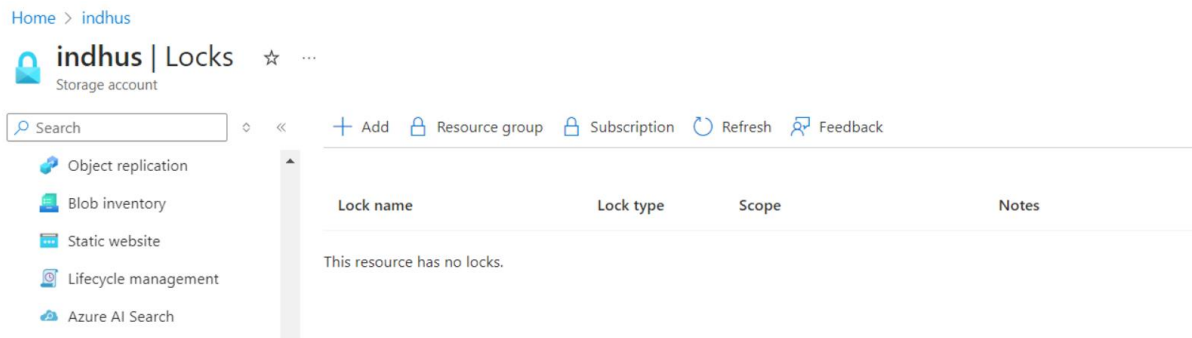 Home > indhus
indhus | Locks
Storage account
Search
Object replication
Blob inventory
Static website
Lifecycle management
Azure AI Search
Add Resource group Subscription Refresh Feedback
Lock name Lock type Scope Notes
This resource has no locks.